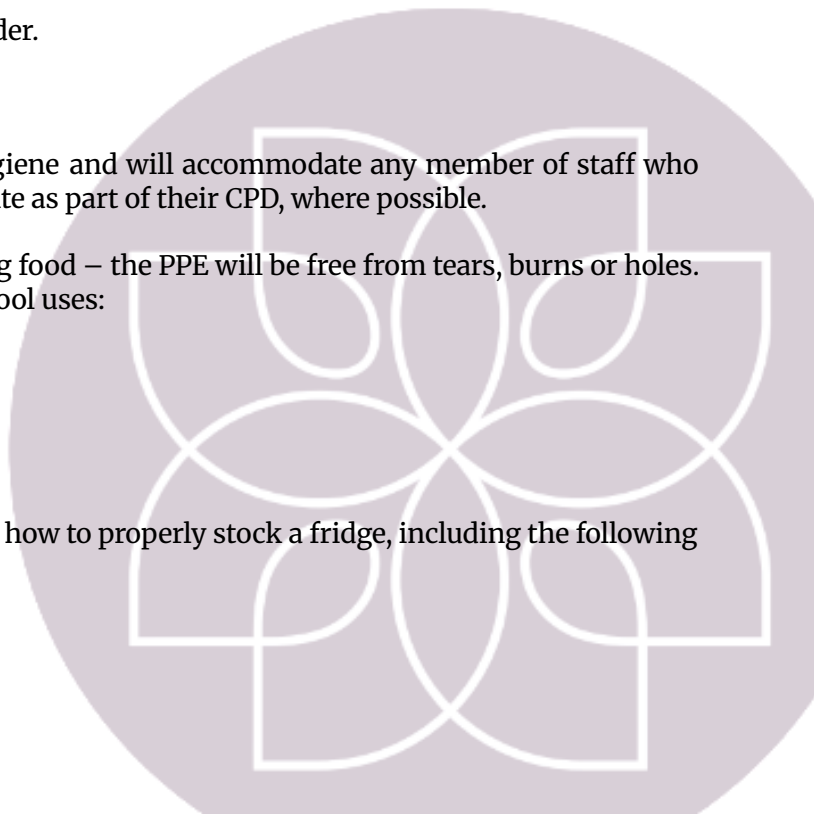 der.
giene and will accommodate any member of staff who
te as part of their CPD, where possible.
g food – the PPE will be free from tears, burns or holes.
ool uses:
how to properly stock a fridge, including the following